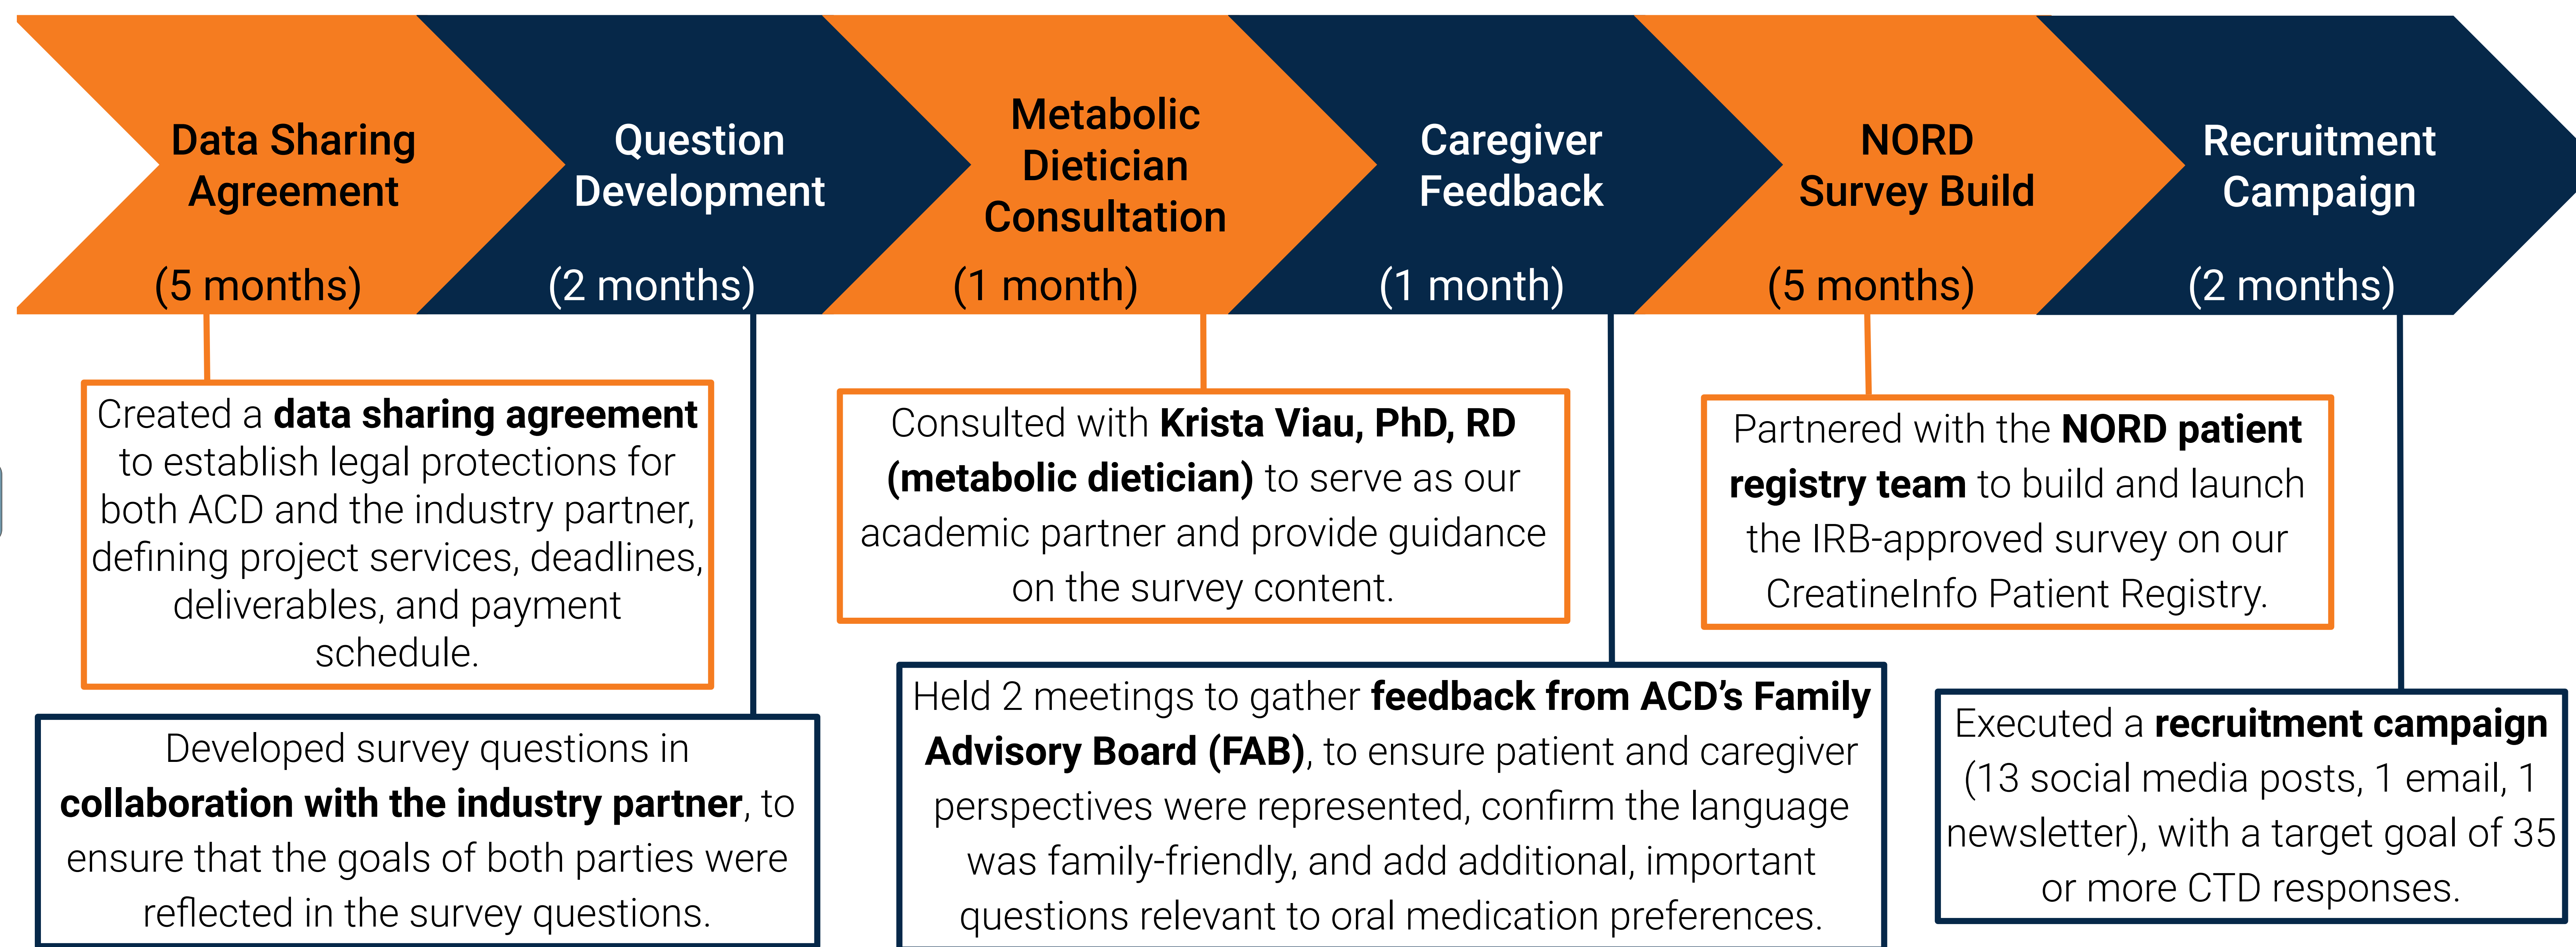 Data Sharing
Agreement
(5 months)
Question
Development
(2 months)
Metabolic
Dietician
Consultation
(1 month)
Caregiver
Feedback
(1 month)
NORD
Survey Build
(5 months)
Recruitment
Campaign
(2 months)
Created a data sharing agreement
to establish legal protections for
both ACD and the industry partner,
defining project services, deadlines,
deliverables, and payment
schedule.
Developed survey questions in
collaboration with the industry partner, to
ensure that the goals of both parties were
reflected in the survey questions.
Consulted with Krista Viau, PhD, RD
(metabolic dietician) to serve as our
academic partner and provide guidance
on the survey content.
Held 2 meetings to gather feedback from ACD’s Family
Advisory Board (FAB), to ensure patient and caregiver
perspectives were represented, confirm the language
was family-friendly, and add additional, important
questions relevant to oral medication preferences.
Partnered with the NORD patient
registry team to build and launch
the IRB-approved survey on our
CreatineInfo Patient Registry.
Executed a recruitment campaign
(13 social media posts, 1 email, 1
newsletter), with a target goal of 35
or more CTD responses.